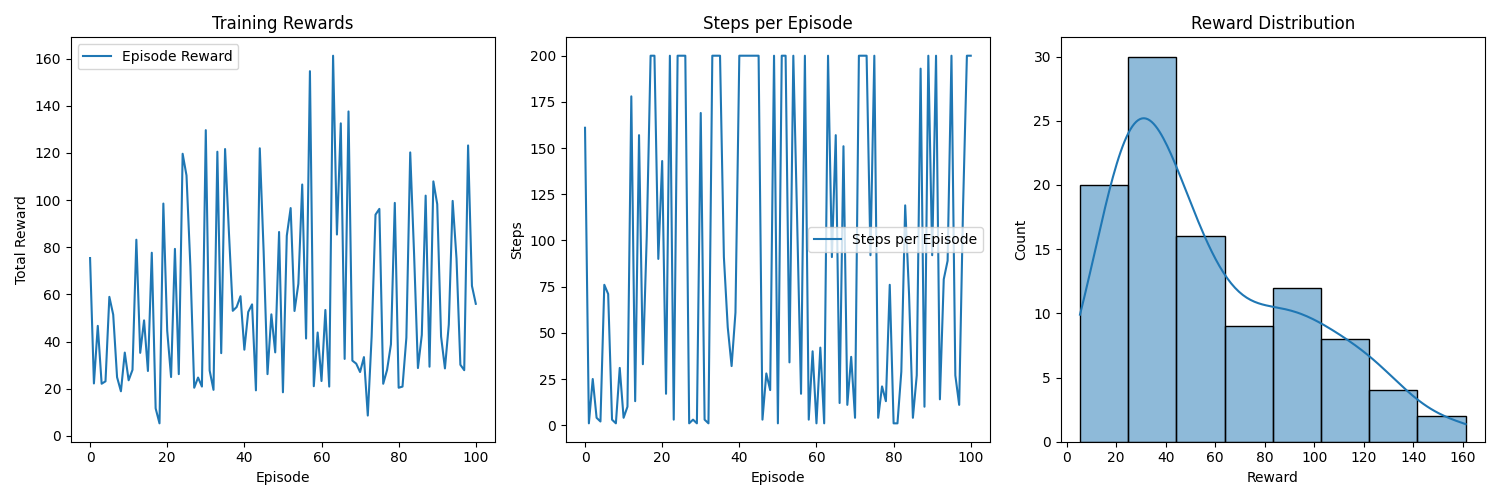 Training Rewards
Episode Reward
Total Reward
160
140
120
100
80
60
40
20
0
0 20 40 60 80 100
Episode
Steps per Episode
Steps per Episode
Steps
200
175
150
125
100
75
50
25
0
0 20 40 60 80 100
Episode
Reward Distribution
Count
30
25
20
15
10
5
0
0 20 40 60 80 100 120 140 160
Reward